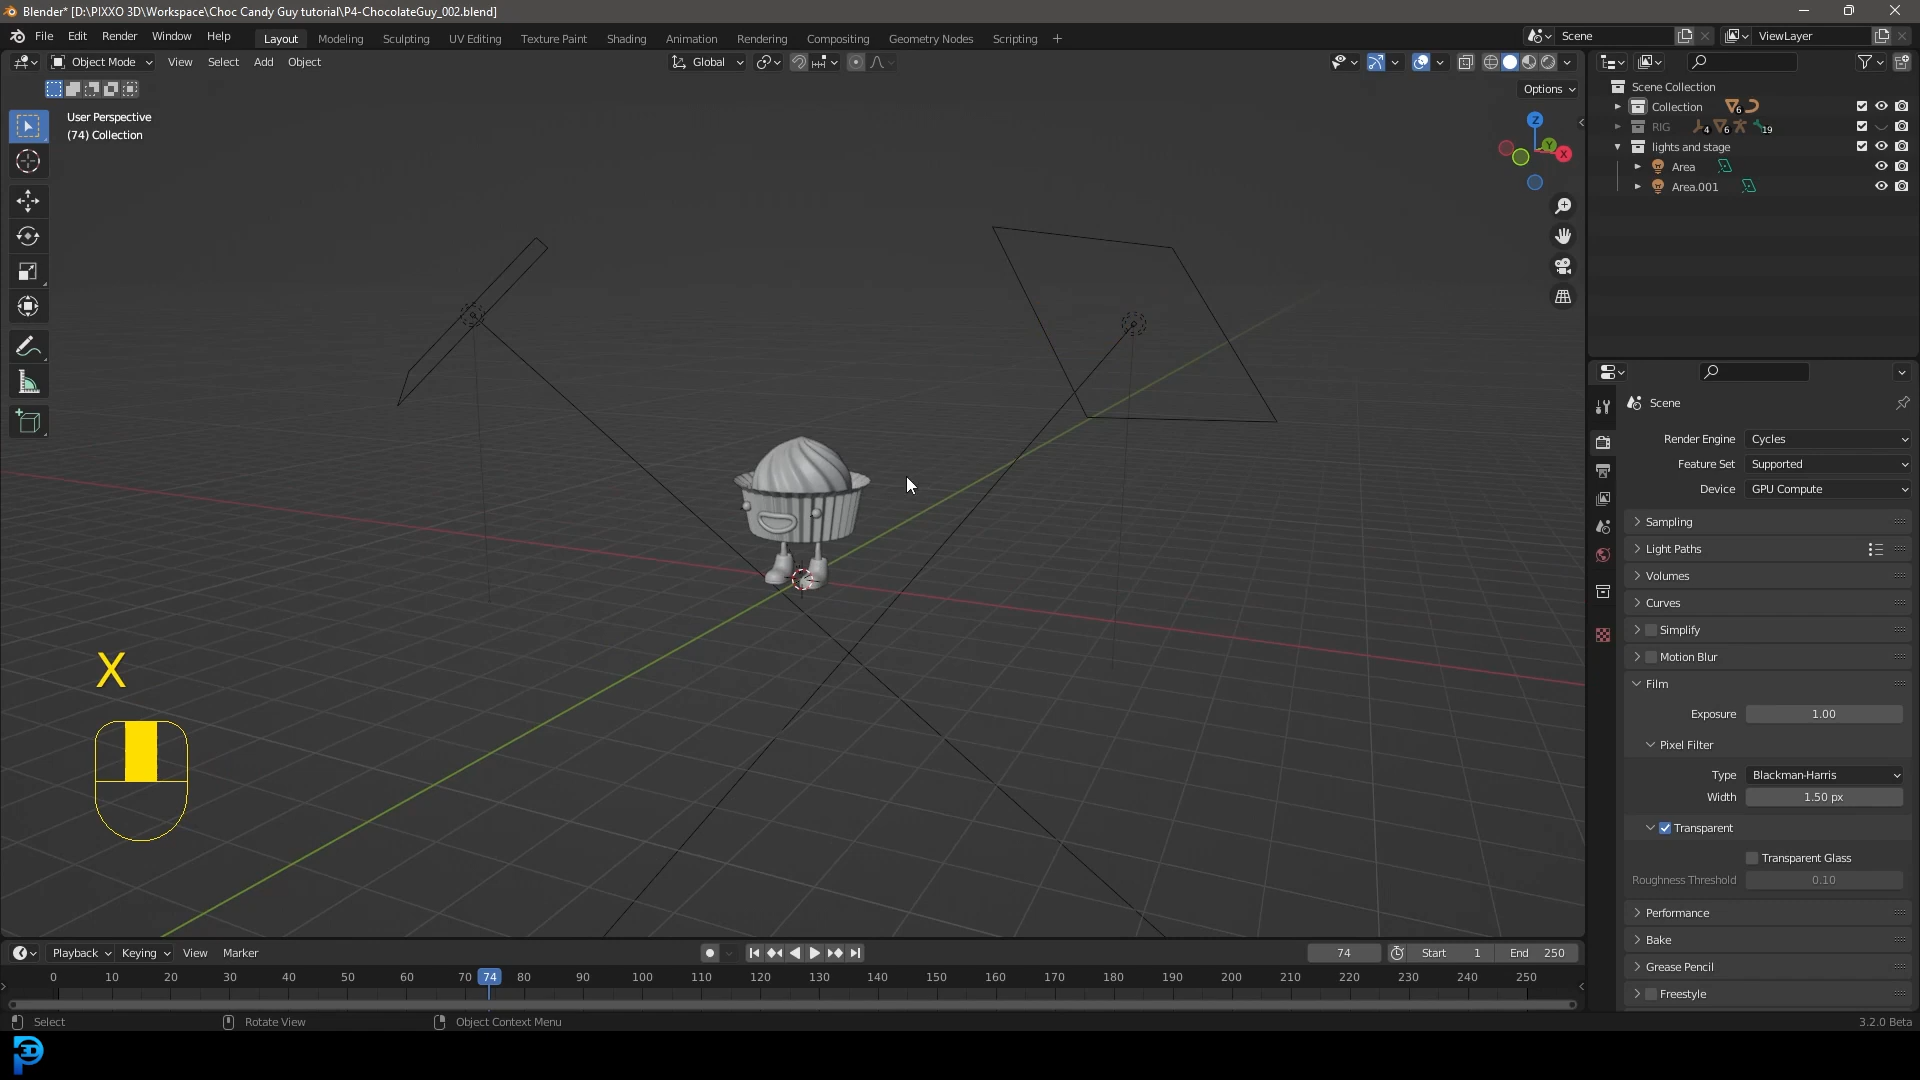 Blender* [D:\PIXXO 3D\Workspace\Choc Candy Guy tutorial\P4-ChocolateGuy_002.blend]
File Edit Render Window Help Layout Modeling Sculpting UV Editing Texture Paint Shading Animation Rendering Compositing Geometry Nodes Scripting + Scene ViewLayer
Object Mode View Select Add Object Global
Options
User Perspective
(74) Collection
Z
Y
X
Scene Collection
Collection 6
RIG 4 6 19
lights and stage
Area
Area.001
Scene
Render Engine Cycles
Feature Set Supported
Device GPU Compute
Sampling
Light Paths
Volumes
Curves
Simplify
Motion Blur
Film
Exposure 1.00
Pixel Filter
Type Blackman-Harris
Width 1.50 px
Transparent
Transparent Glass
Roughness Threshold 0.10
Performance
Bake
Grease Pencil
Freestyle
X
Playback Keying View Marker 74 Start 1 End 250
0 10 20 30 40 50 60 70 74 80 90 100 110 120 130 140 150 160 170 180 190 200 210 220 230 240 250
Select Rotate View Object Context Menu 3.2.0 Beta
3D